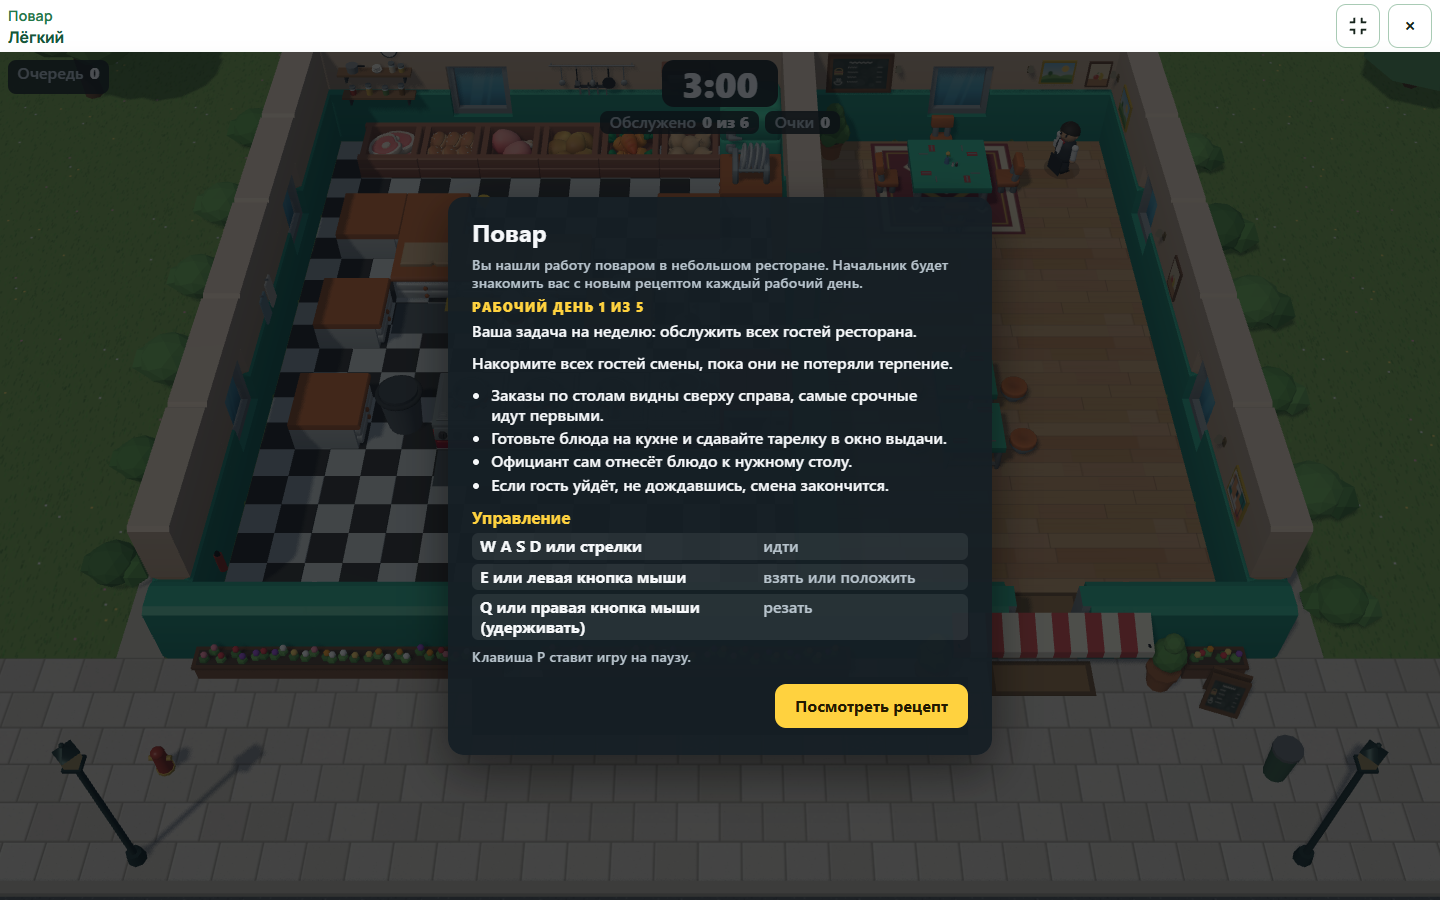 Повар
Лёгкий
×
Очередь 0
3:00
Обслужено 0 из 6
Очки 0
Повар
Вы нашли работу поваром в небольшом ресторане. Начальник будет
знакомить вас с новым рецептом каждый рабочий день.
РАБОЧИЙ ДЕНЬ 1 ИЗ 5
Ваша задача на неделю: обслужить всех гостей ресторана.
Накормите всех гостей смены, пока они не потеряли терпение.
• Заказы по столам видны сверху справа, самые срочные
идут первыми.
• Готовьте блюда на кухне и сдавайте тарелку в окно выдачи.
• Официант сам отнесёт блюдо к нужному столу.
• Если гость уйдёт, не дождавшись, смена закончится.
Управление
W A S D или стрелки идти
E или левая кнопка мыши взять или положить
Q или правая кнопка мыши резать
(удерживать)
Клавиша P ставит игру на паузу.
Посмотреть рецепт